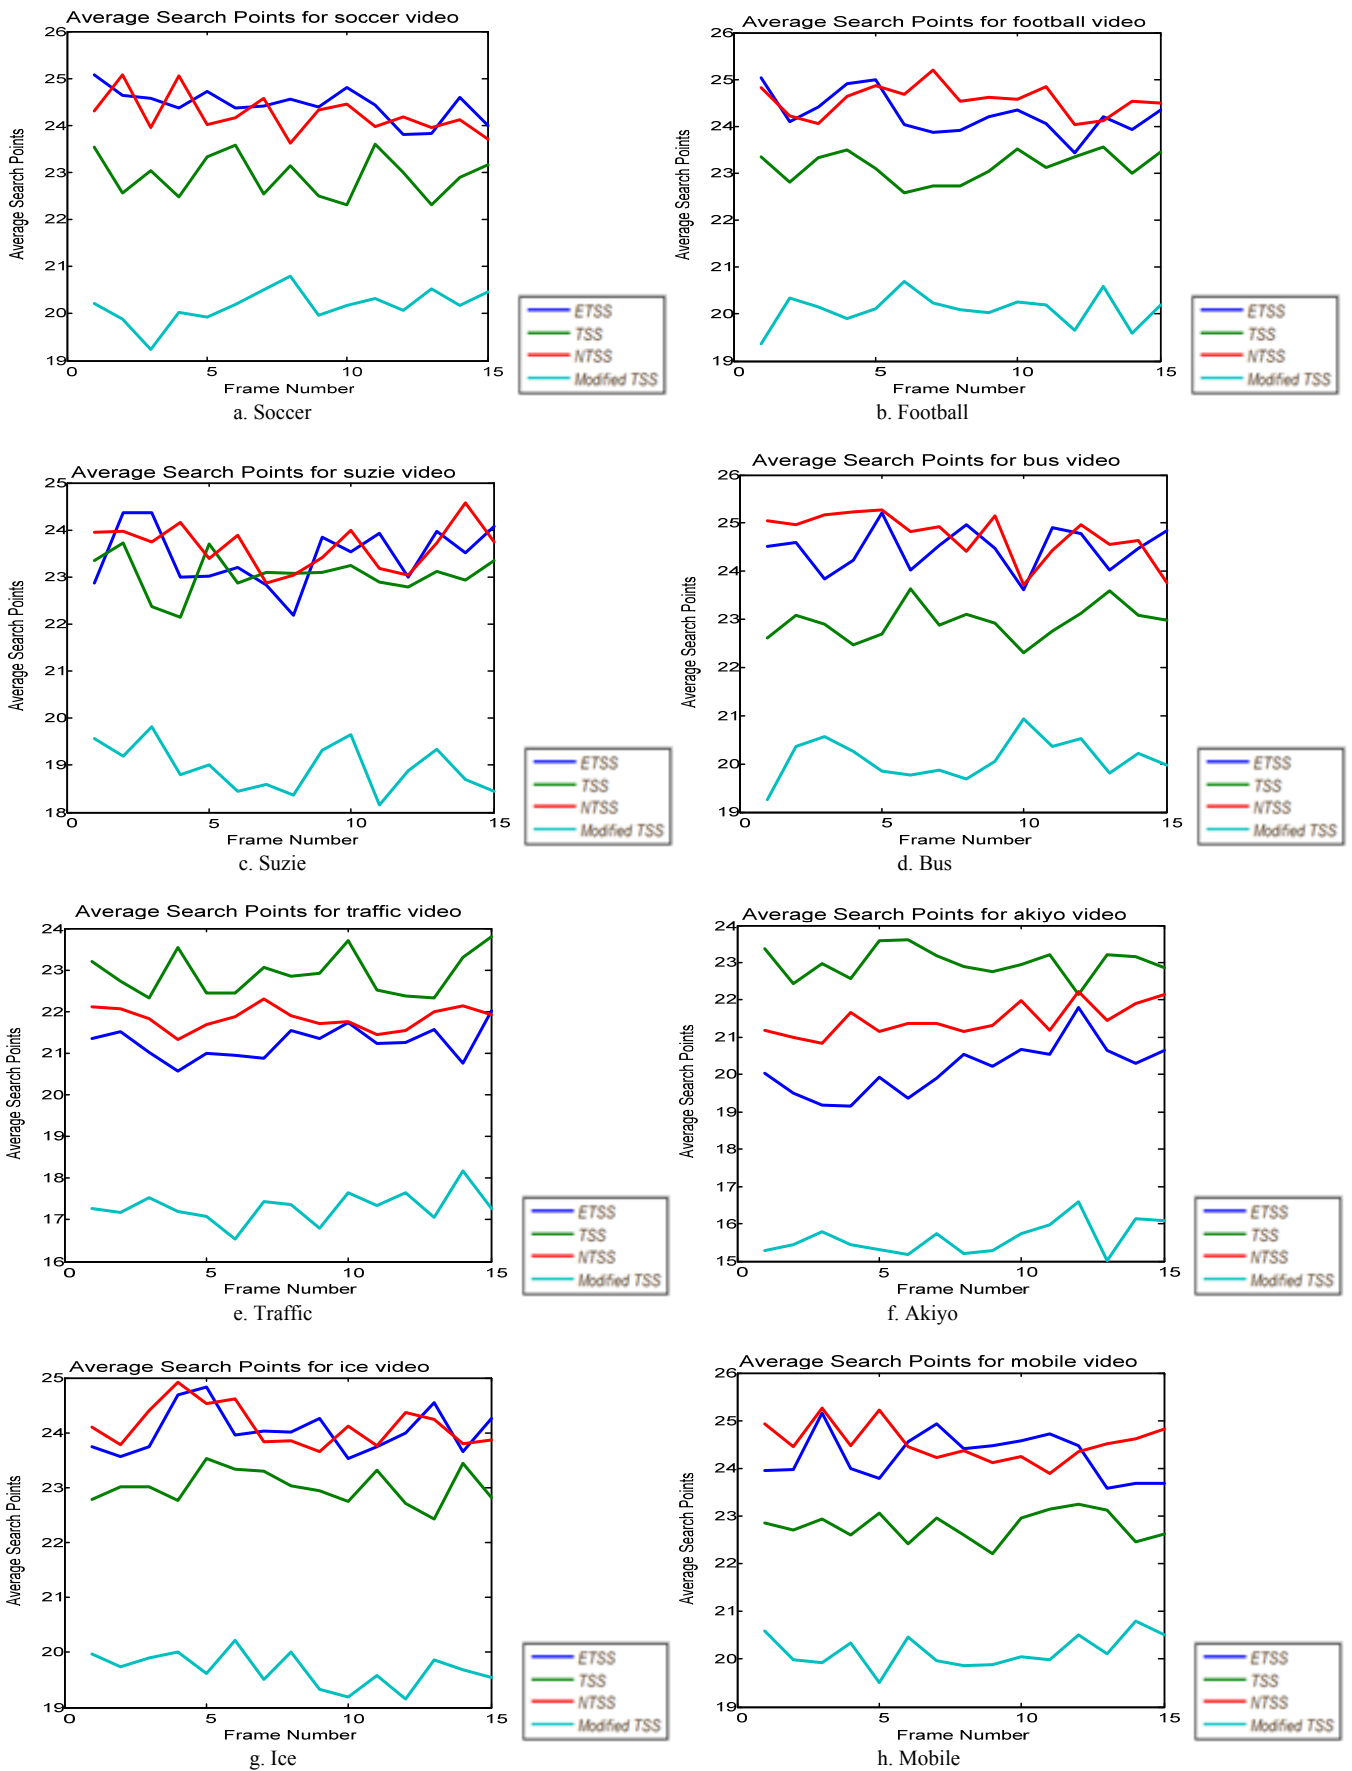 Average Search Points for soccer video
26
25
24
23
22
21
20
19
Average Search Points
0 5 10 15
Frame Number
ETSS
TSS
NTSS
Modified TSS
a. Soccer
Average Search Points for football video
26
25
24
23
22
21
20
19
Average Search Points
0 5 10 15
Frame Number
ETSS
TSS
NTSS
Modified TSS
b. Football
Average Search Points for suzie video
25
24
23
22
21
20
19
18
Average Search Points
0 5 10 15
Frame Number
ETSS
TSS
NTSS
Modified TSS
c. Suzie
Average Search Points for bus video
26
25
24
23
22
21
20
19
Average Search Points
0 5 10 15
Frame Number
ETSS
TSS
NTSS
Modified TSS
d. Bus
Average Search Points for traffic video
24
23
22
21
20
19
18
17
16
Average Search Points
0 5 10 15
Frame Number
ETSS
TSS
NTSS
Modified TSS
e. Traffic
Average Search Points for akiyo video
24
23
22
21
20
19
18
17
16
15
Average Search Points
0 5 10 15
Frame Number
ETSS
TSS
NTSS
Modified TSS
f. Akiyo
Average Search Points for ice video
25
24
23
22
21
20
19
Average Search Points
0 5 10 15
Frame Number
ETSS
TSS
NTSS
Modified TSS
g. Ice
Average Search Points for mobile video
26
25
24
23
22
21
20
19
Average Search Points
0 5 10 15
Frame Number
ETSS
TSS
NTSS
Modified TSS
h. Mobile